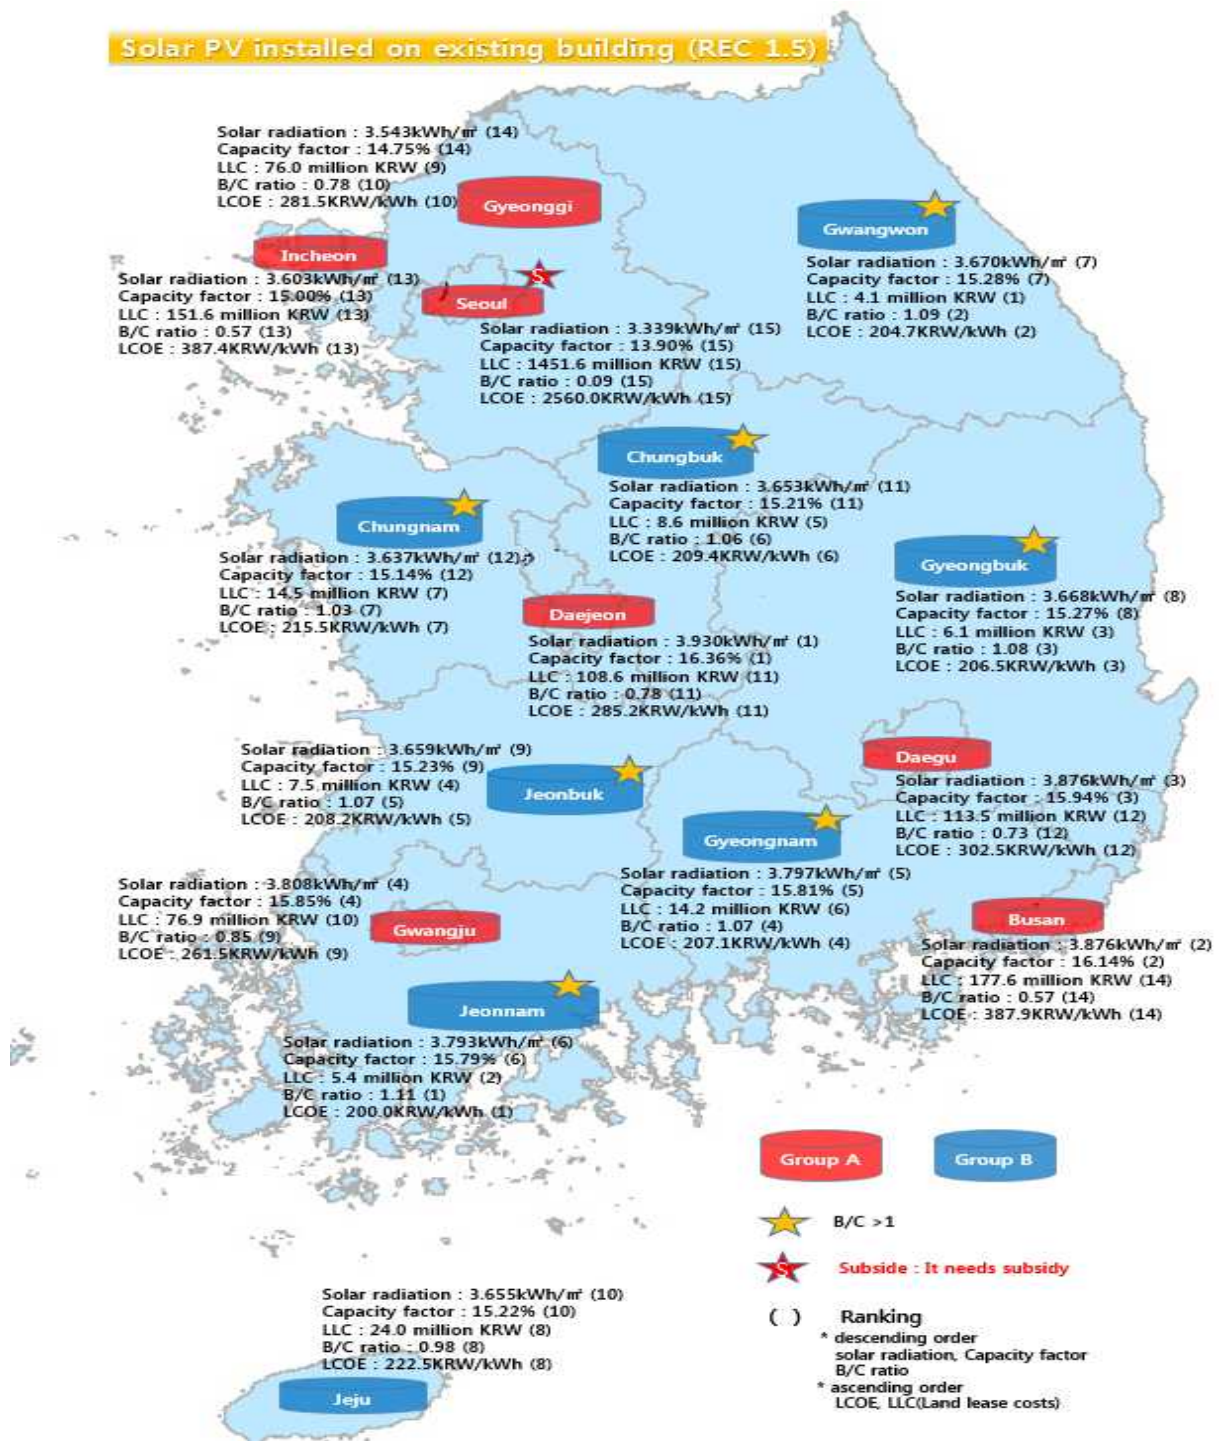 Solar PV installed on existing building (REC 1.5)
Solar radiation : 3.543kWh/㎡ (14)
Capacity factor : 14.75% (14)
LLC : 76.0 million KRW (9)
B/C ratio : 0.78 (10)
LCOE : 281.5KRW/kWh (10)
Gyeonggi
Gwangwon
Solar radiation : 3.670kWh/㎡ (7)
Capacity factor : 15.28% (7)
LLC : 4.1 million KRW (1)
B/C ratio : 1.09 (2)
LCOE : 204.7KRW/kWh (2)
Incheon
Solar radiation : 3.603kWh/㎡ (13)
Capacity factor : 15.00% (13)
LLC : 151.6 million KRW (13)
B/C ratio : 0.57 (13)
LCOE : 387.4KRW/kWh (13)
S
Seoul
Solar radiation : 3.339kWh/㎡ (15)
Capacity factor : 13.90% (15)
LLC : 1451.6 million KRW (15)
B/C ratio : 0.09 (15)
LCOE : 2560.0KRW/kWh (15)
Chungbuk
Solar radiation : 3.653kWh/㎡ (11)
Capacity factor : 15.21% (11)
LLC : 8.6 million KRW (5)
B/C ratio : 1.06 (6)
LCOE : 209.4KRW/kWh (6)
Chungnam
Solar radiation : 3.637kWh/㎡ (12)
Capacity factor : 15.14% (12)
LLC : 14.5 million KRW (7)
B/C ratio : 1.03 (7)
LCOE : 215.5KRW/kWh (7)
Gyeongbuk
Solar radiation : 3.668kWh/㎡ (8)
Capacity factor : 15.27% (8)
LLC : 6.1 million KRW (3)
B/C ratio : 1.08 (3)
LCOE : 206.5KRW/kWh (3)
Daejeon
Solar radiation : 3.930kWh/㎡ (1)
Capacity factor : 16.36% (1)
LLC : 108.6 million KRW (11)
B/C ratio : 0.78 (11)
LCOE : 285.2KRW/kWh (11)
Solar radiation : 3.659kWh/㎡ (9)
Capacity factor : 15.23% (9)
LLC : 7.5 million KRW (4)
B/C ratio : 1.07 (5)
LCOE : 208.2KRW/kWh (5)
Jeonbuk
Daegu
Solar radiation : 3.876kWh/㎡ (3)
Capacity factor : 15.94% (3)
LLC : 113.5 million KRW (12)
B/C ratio : 0.73 (12)
LCOE : 302.5KRW/kWh (12)
Gyeongnam
Solar radiation : 3.797kWh/㎡ (5)
Capacity factor : 15.81% (5)
LLC : 14.2 million KRW (6)
B/C ratio : 1.07 (4)
LCOE : 207.1KRW/kWh (4)
Solar radiation : 3.808kWh/㎡ (4)
Capacity factor : 15.85% (4)
LLC : 76.9 million KRW (10)
B/C ratio : 0.85 (9)
LCOE : 261.5KRW/kWh (9)
Gwangju
Busan
Solar radiation : 3.876kWh/㎡ (2)
Capacity factor : 16.14% (2)
LLC : 177.6 million KRW (14)
B/C ratio : 0.57 (14)
LCOE : 387.9KRW/kWh (14)
Jeonnam
Solar radiation : 3.793kWh/㎡ (6)
Capacity factor : 15.79% (6)
LLC : 5.4 million KRW (2)
B/C ratio : 1.11 (1)
LCOE : 200.0KRW/kWh (1)
Group A
Group B
B/C >1
S
Subside : It needs subsidy
( ) Ranking
* descending order
solar radiation, Capacity factor
B/C ratio
* ascending order
LCOE, LLC(Land lease costs)
Solar radiation : 3.655kWh/㎡ (10)
Capacity factor : 15.22% (10)
LLC : 24.0 million KRW (8)
B/C ratio : 0.98 (8)
LCOE : 222.5KRW/kWh (8)
Jeju